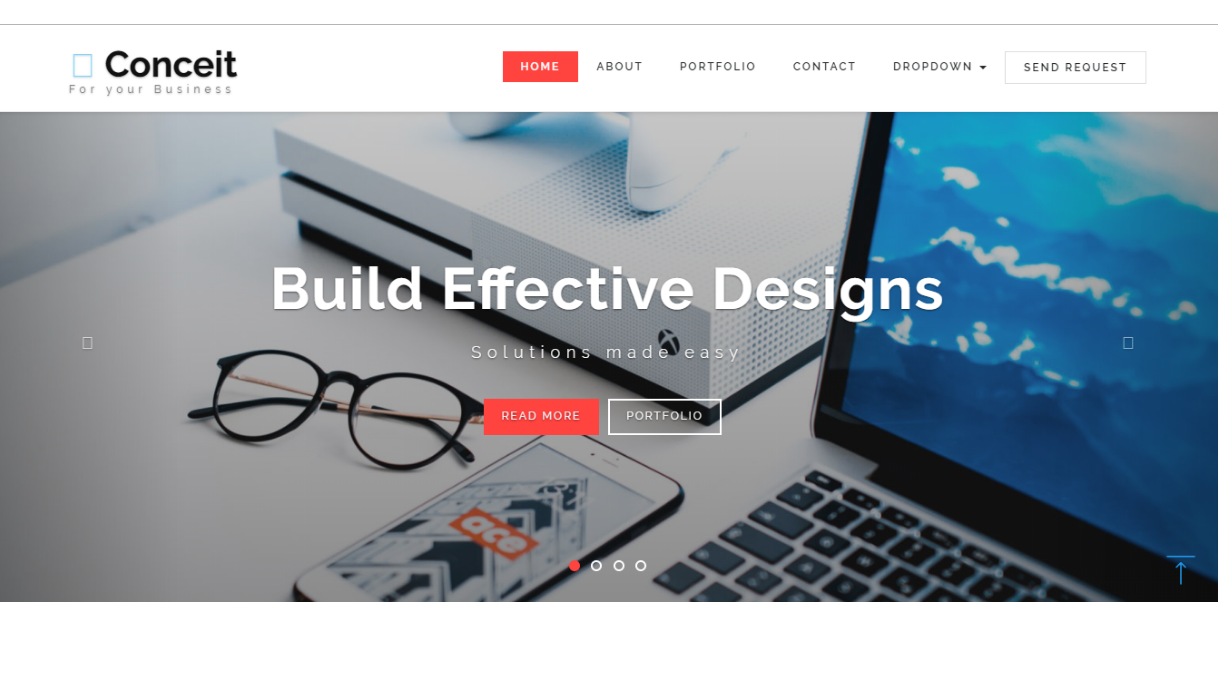 Conceit
For your Business
HOME ABOUT PORTFOLIO CONTACT DROPDOWN SEND REQUEST
Build Effective Designs
Solutions made easy
READ MORE PORTFOLIO
ace